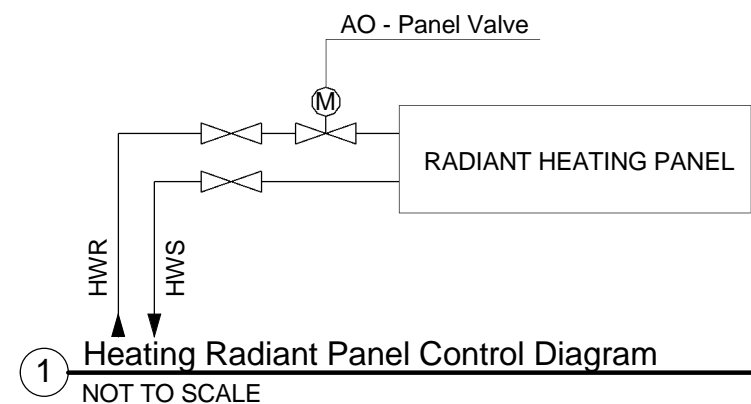 AO - Panel Valve
M
RADIANT HEATING PANEL
HWR
HWS
1
Heating Radiant Panel Control Diagram
NOT TO SCALE